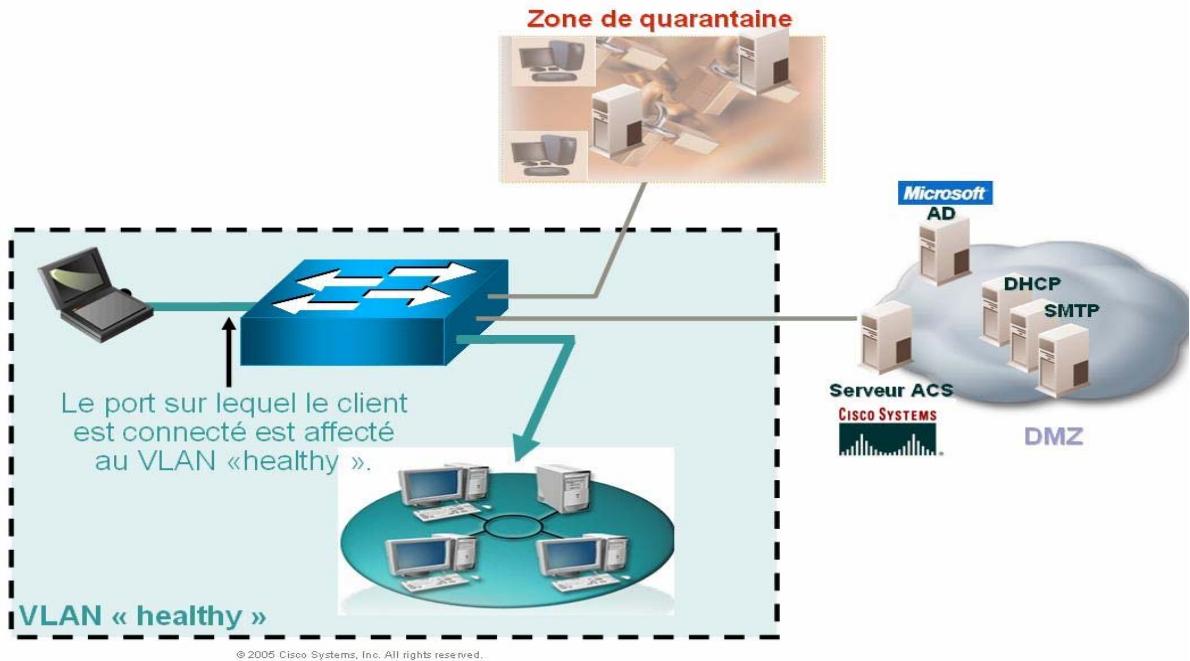 Zone de quarantaine
Microsoft
AD
DHCP
SMTP
Serveur ACS
CISCO SYSTEMS
DMZ
Le port sur lequel le client
est connecté est affecté
au VLAN «healthy ».
VLAN « healthy »
© 2005 Cisco Systems, Inc. All rights reserved.